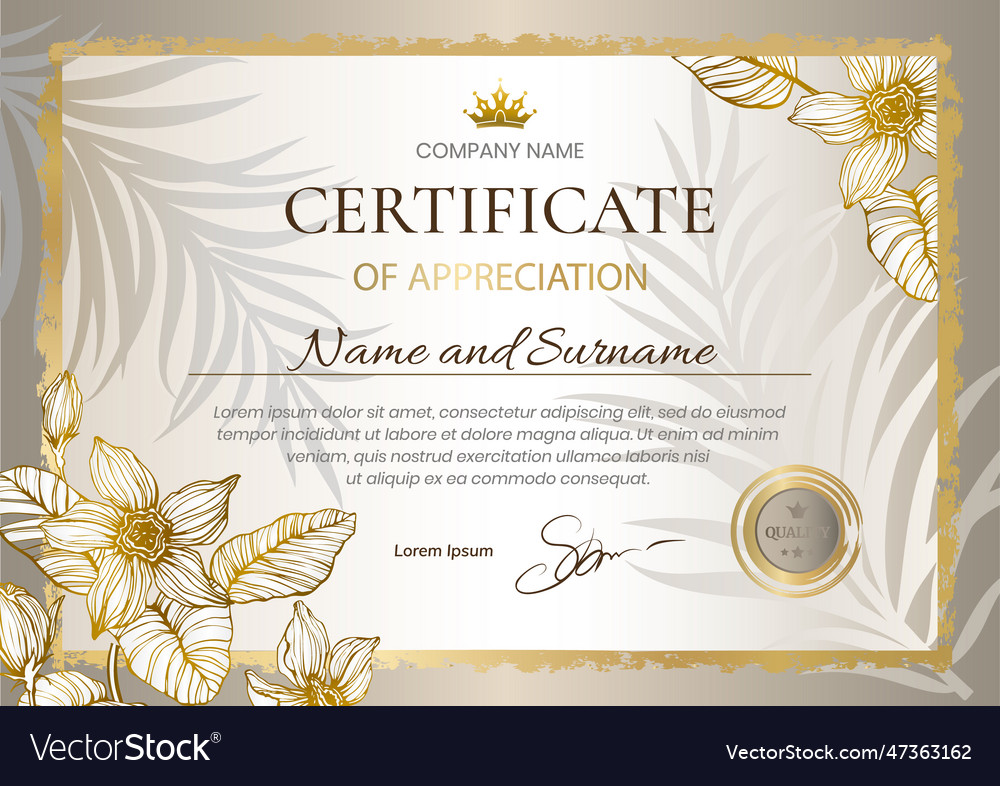 COMPANY NAME
CERTIFICATE
OF APPRECIATION
Name and Surname
Lorem ipsum dolor sit amet, consectetur adipiscing elit, sed do eiusmod
tempor incididunt ut labore et dolore magna aliqua. Ut enim ad minim
veniam, quis nostrud exercitation ullamco laboris nisi
ut aliquip ex ea commodo consequat.
QUALITY
Lorem Ipsum
VectorStock®
VectorStock.com/47363162